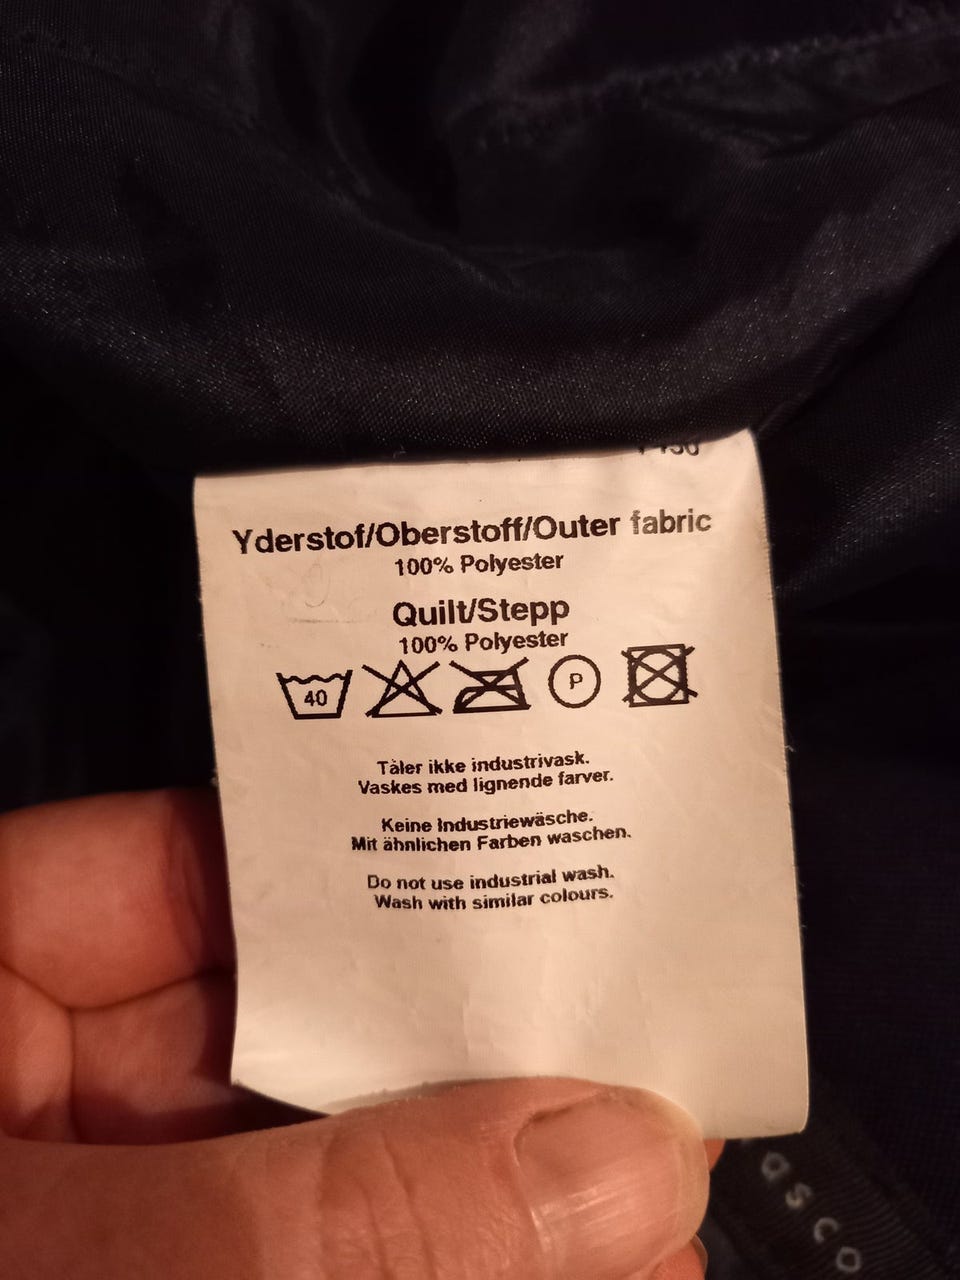 Yderstof/Oberstoff/Outer fabric
100% Polyester
Quilt/Stepp
100% Polyester
40
P
Tåler ikke industrivask.
Vaskes med lignende farver.
Keine Industriewäsche.
Mit ähnlichen Farben waschen.
Do not use industrial wash.
Wash with similar colours.